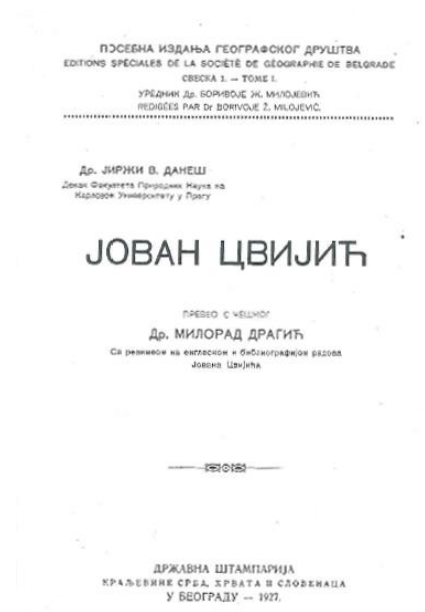 ПОСЕБНА ИЗДАЊА ГЕОГРАФСКОГ ДРУШТВА
EDITIONS SPÉCIALES DE LA SOCIÉTÉ DE GÉOGRAPHIE DE BELGRADE
СВЕСКА 1. — TOME 1.
УРЕДНИК Др. БОРИВОЈЕ Ж. МИЛОЈЕВИЋ
REDIGÉES PAR Dr BORIVOJE Ž. MILOJEVIĆ.
Др. ЈИРЖИ В. ДАНЕШ
Декан Факултета Природних Наука на
Карловом Универзитету у Прагу
ЈОВАН ЦВИЈИЋ
ПРЕВЕО С ЧЕШКОГ
Др. МИЛОРАД ДРАГИЋ
Са резимеом на енглеском и библиографијом радова
Јована Цвијића
ДРЖАВНА ШТАМПАРИЈА
КРАЉЕВИНЕ СРБА, ХРВАТА И СЛОВЕНАЦА
У БЕОГРАДУ — 1927.